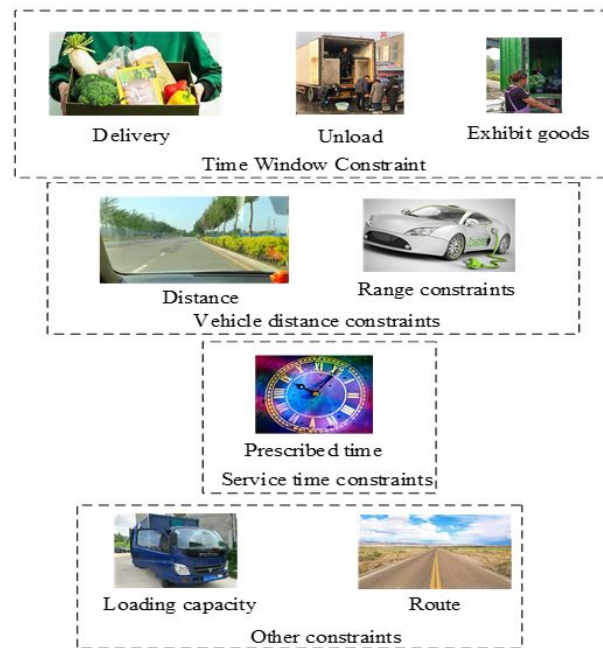 Delivery
Unload
Exhibit goods
Time Window Constraint
Distance
Range constraints
Vehicle distance constraints
Prescribed time
Service time constraints
Loading capacity
Route
Other constraints